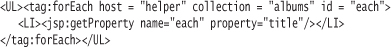 <UL><tag:forEach host = "helper" collection = "albums" id = "each">
<LI><jsp:getProperty name="each" property="title"/></LI>
</tag:forEach></UL>